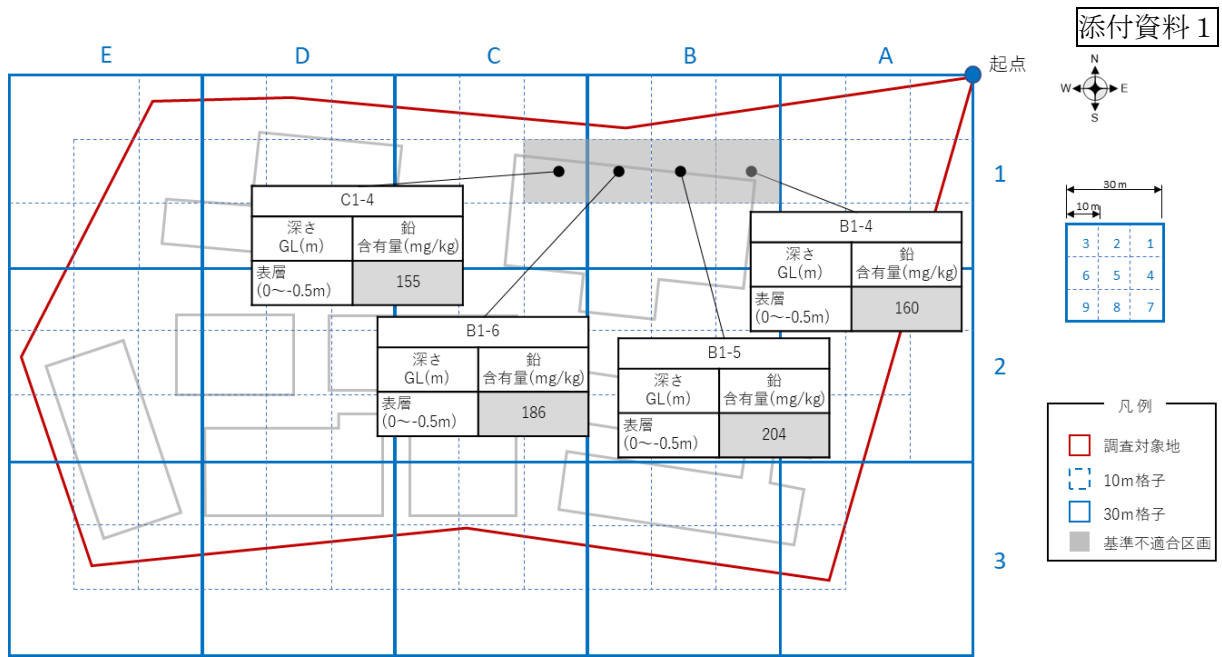 添付資料１
E
D
C
B
A
起点
N
W
E
S
1
2
3
C1-4
深さ
GL(m)
鉛
含有量(mg/kg)
表層
(0～-0.5m)
155
B1-4
深さ
GL(m)
鉛
含有量(mg/kg)
表層
(0～-0.5m)
160
B1-6
深さ
GL(m)
鉛
含有量(mg/kg)
表層
(0～-0.5m)
186
B1-5
深さ
GL(m)
鉛
含有量(mg/kg)
表層
(0～-0.5m)
204
30m
10m
3 2 1
6 5 4
9 8 7
凡例
調査対象地
10m格子
30m格子
基準不適合区画